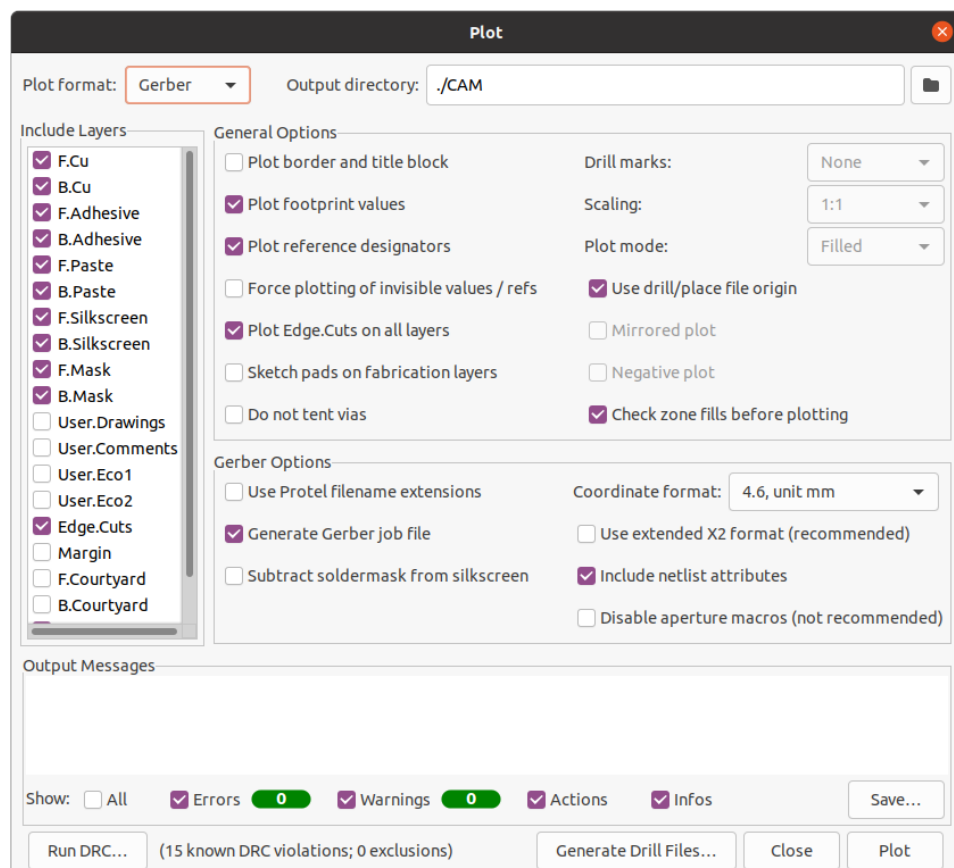 Plot
Plot format: Gerber Output directory: ./CAM
Include Layers
F.Cu
B.Cu
F.Adhesive
B.Adhesive
F.Paste
B.Paste
F.Silkscreen
B.Silkscreen
F.Mask
B.Mask
User.Drawings
User.Comments
User.Eco1
User.Eco2
Edge.Cuts
Margin
F.Courtyard
B.Courtyard
General Options
Plot border and title block Drill marks: None
Plot footprint values Scaling: 1:1
Plot reference designators Plot mode: Filled
Force plotting of invisible values / refs Use drill/place file origin
Plot Edge.Cuts on all layers Mirrored plot
Sketch pads on fabrication layers Negative plot
Do not tent vias Check zone fills before plotting
Gerber Options
Use Protel filename extensions Coordinate format: 4.6, unit mm
Generate Gerber job file Use extended X2 format (recommended)
Subtract soldermask from silkscreen Include netlist attributes
Disable aperture macros (not recommended)
Output Messages
Show: All Errors 0 Warnings 0 Actions Infos Save...
Run DRC... (15 known DRC violations; 0 exclusions) Generate Drill Files... Close Plot